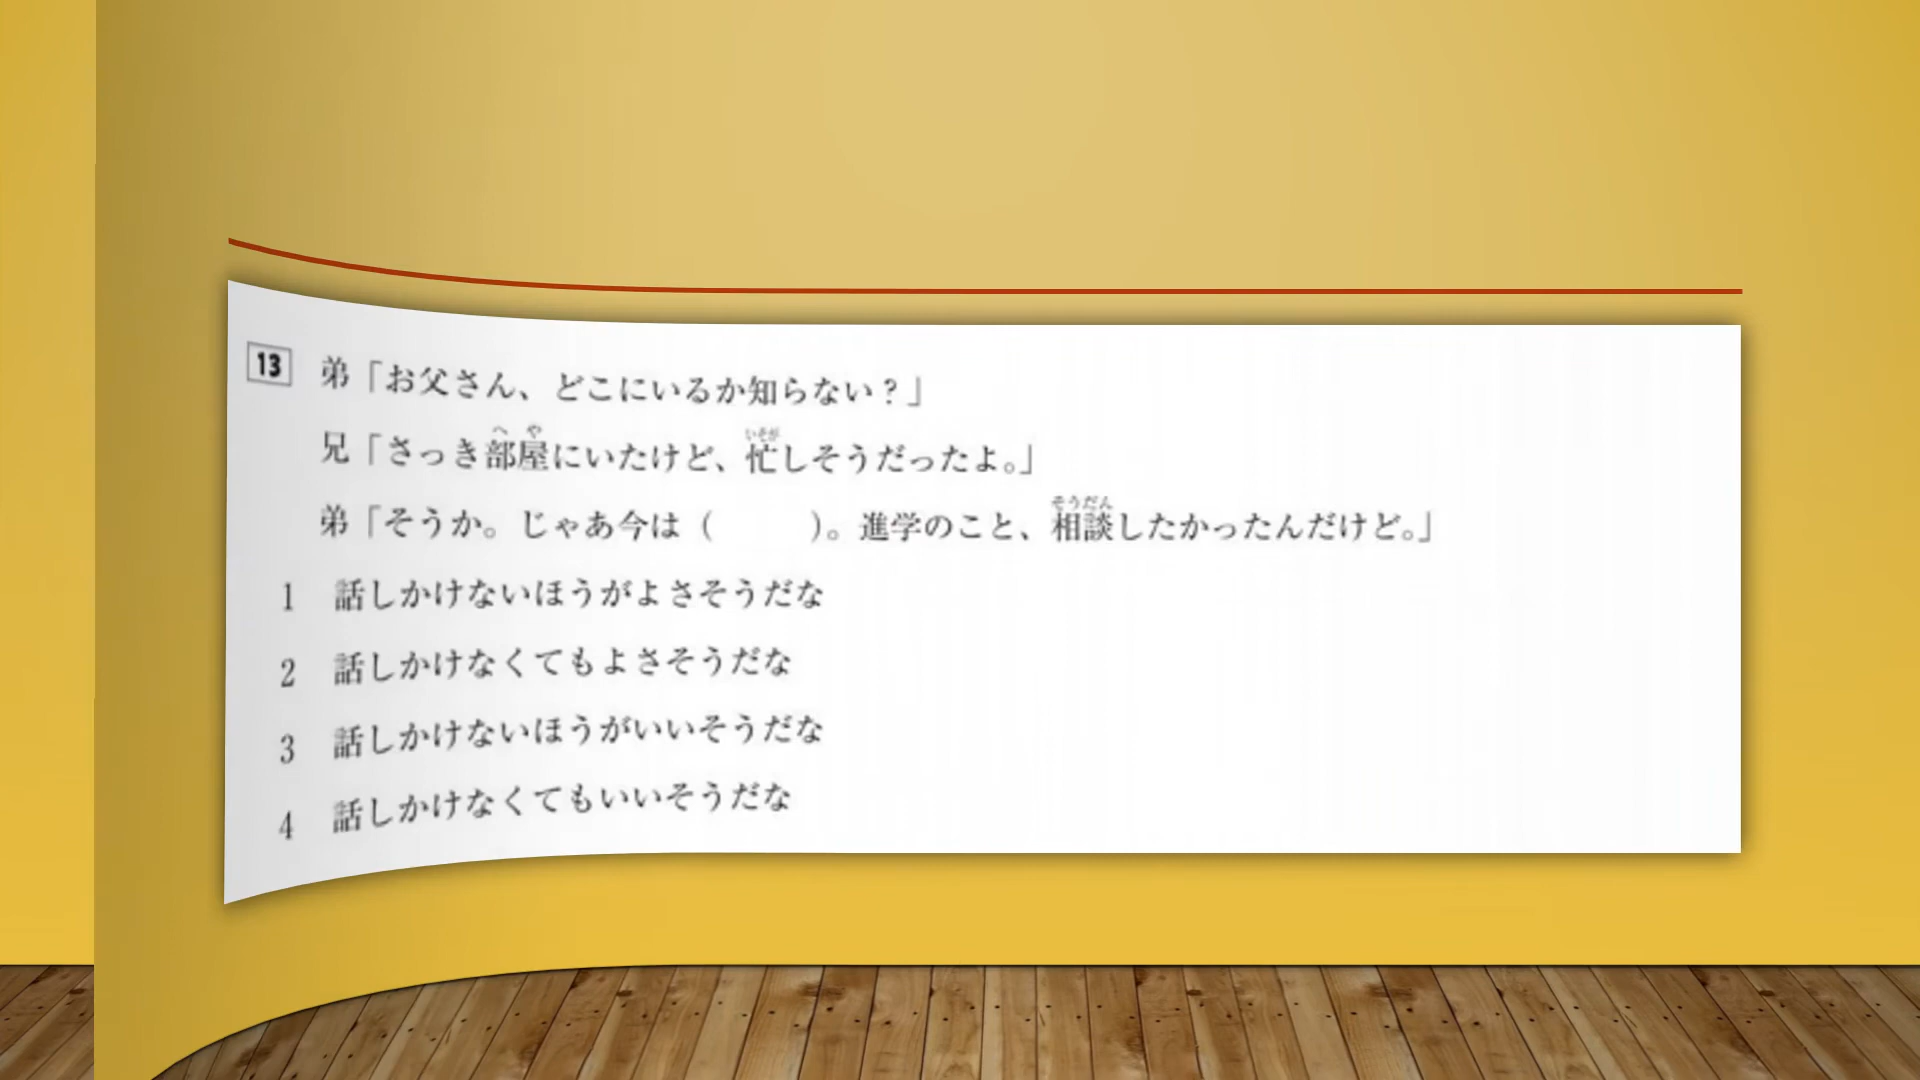 13 弟「お父さん、どこにいるか知らない？」
兄「さっき部屋にいたけど、忙しそうだったよ。」
弟「そうか。じゃあ今は（　　　）。進学のこと、相談したかったんだけど。」
1 話しかけないほうがよさそうだな
2 話しかけなくてもよさそうだな
3 話しかけないほうがいいそうだな
4 話しかけなくてもいいそうだな